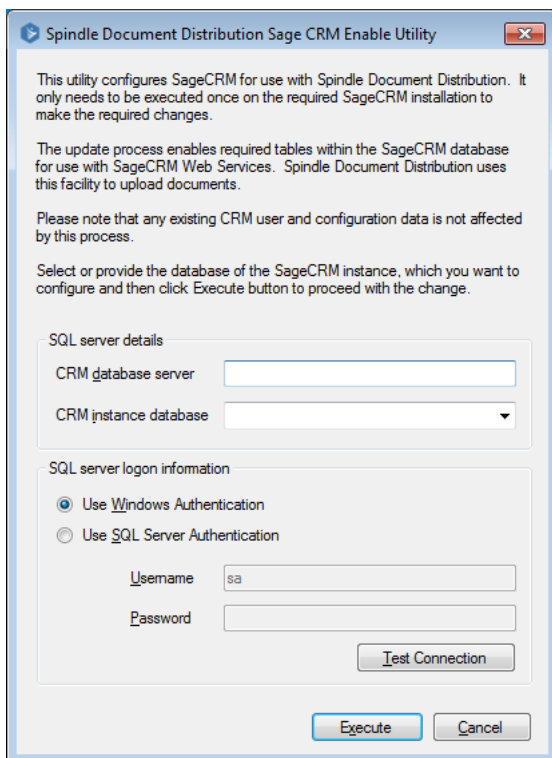 Spindle Document Distribution Sage CRM Enable Utility
This utility configures SageCRM for use with Spindle Document Distribution. It
only needs to be executed once on the required SageCRM installation to
make the required changes.
The update process enables required tables within the SageCRM database
for use with SageCRM Web Services. Spindle Document Distribution uses
this facility to upload documents.
Please note that any existing CRM user and configuration data is not affected
by this process.
Select or provide the database of the SageCRM instance, which you want to
configure and then click Execute button to proceed with the change.
SQL server details
CRM database server
CRM instance database
SQL server logon information
Use Windows Authentication
Use SQL Server Authentication
Username sa
Password
Test Connection
Execute Cancel